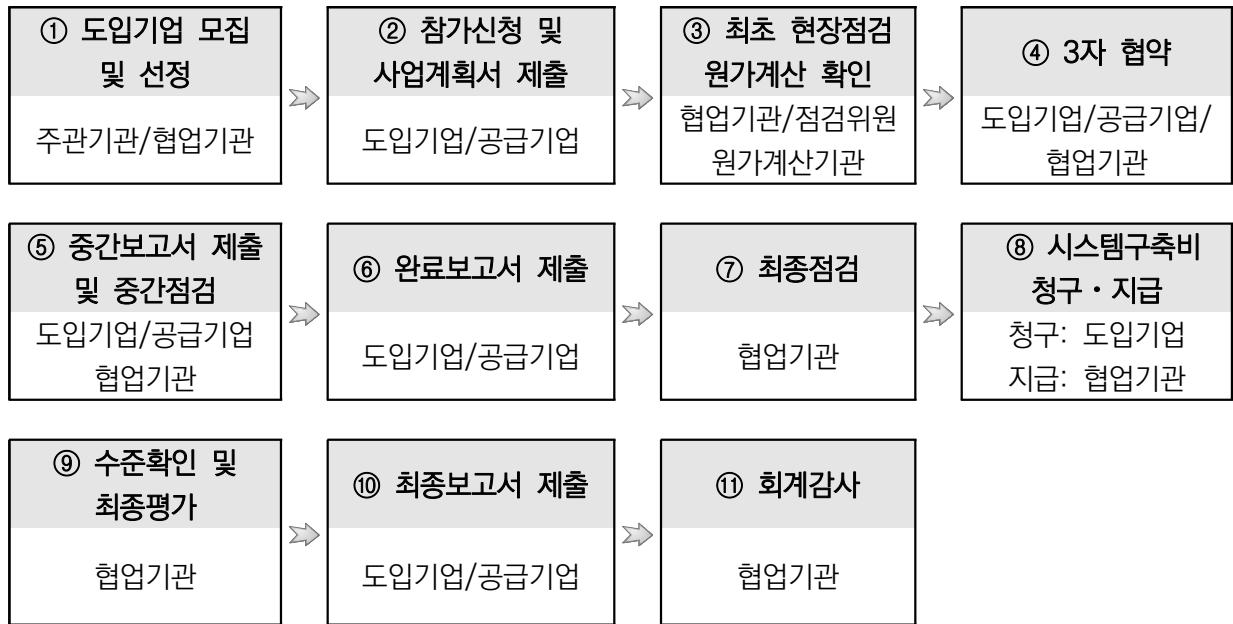 ① 도입기업 모집
및 선정
주관기관/협업기관
② 참가신청 및
사업계획서 제출
도입기업/공급기업
③ 최초 현장점검
원가계산 확인
협업기관/점검위원
원가계산기관
④ 3자 협약
도입기업/공급기업/
협업기관
⑤ 중간보고서 제출
및 중간점검
도입기업/공급기업
협업기관
⑥ 완료보고서 제출
도입기업/공급기업
⑦ 최종점검
협업기관
⑧ 시스템구축비
청구・지급
청구: 도입기업
지급: 협업기관
⑨ 수준확인 및
최종평가
협업기관
⑩ 최종보고서 제출
도입기업/공급기업
⑪ 회계감사
협업기관